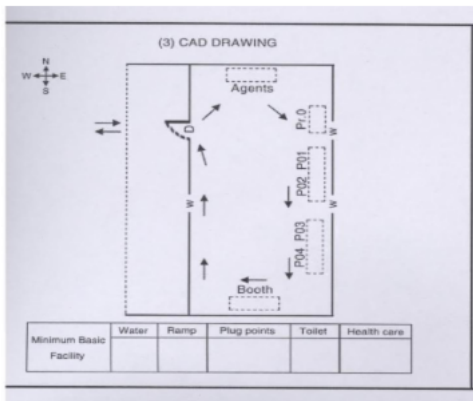 (3) CAD DRAWING
N
W E
S
Agents
Pr.0
D
W
P02 P01
W
W
P04 P03
Booth
Minimum Basic Facility
Water Ramp Plug points Toilet Health care